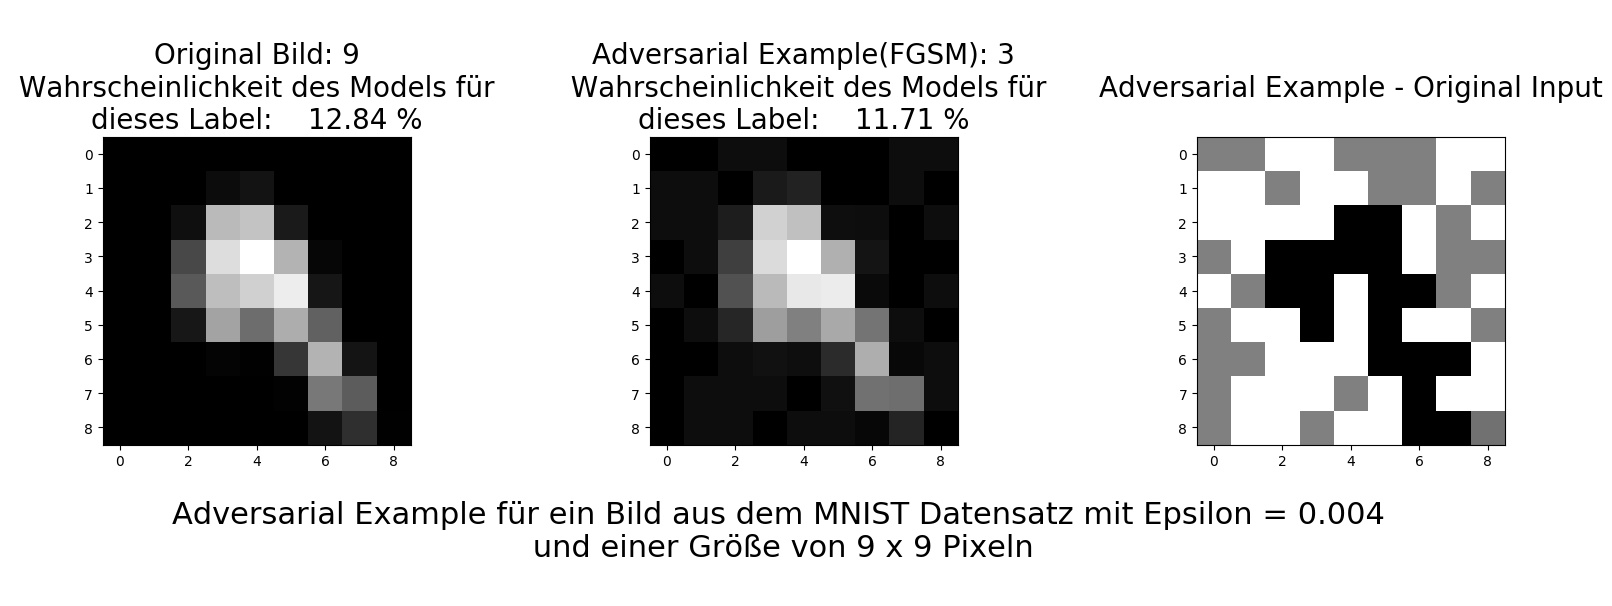 Original Bild: 9
Wahrscheinlichkeit des Models für
dieses Label:    12.84 %
0
1
2
3
4
5
6
7
8
0 2 4 6 8
Adversarial Example(FGSM): 3
Wahrscheinlichkeit des Models für
dieses Label:    11.71 %
0
1
2
3
4
5
6
7
8
0 2 4 6 8
Adversarial Example - Original Input
0
1
2
3
4
5
6
7
8
0 2 4 6 8
Adversarial Example für ein Bild aus dem MNIST Datensatz mit Epsilon = 0.004
und einer Größe von 9 x 9 Pixeln